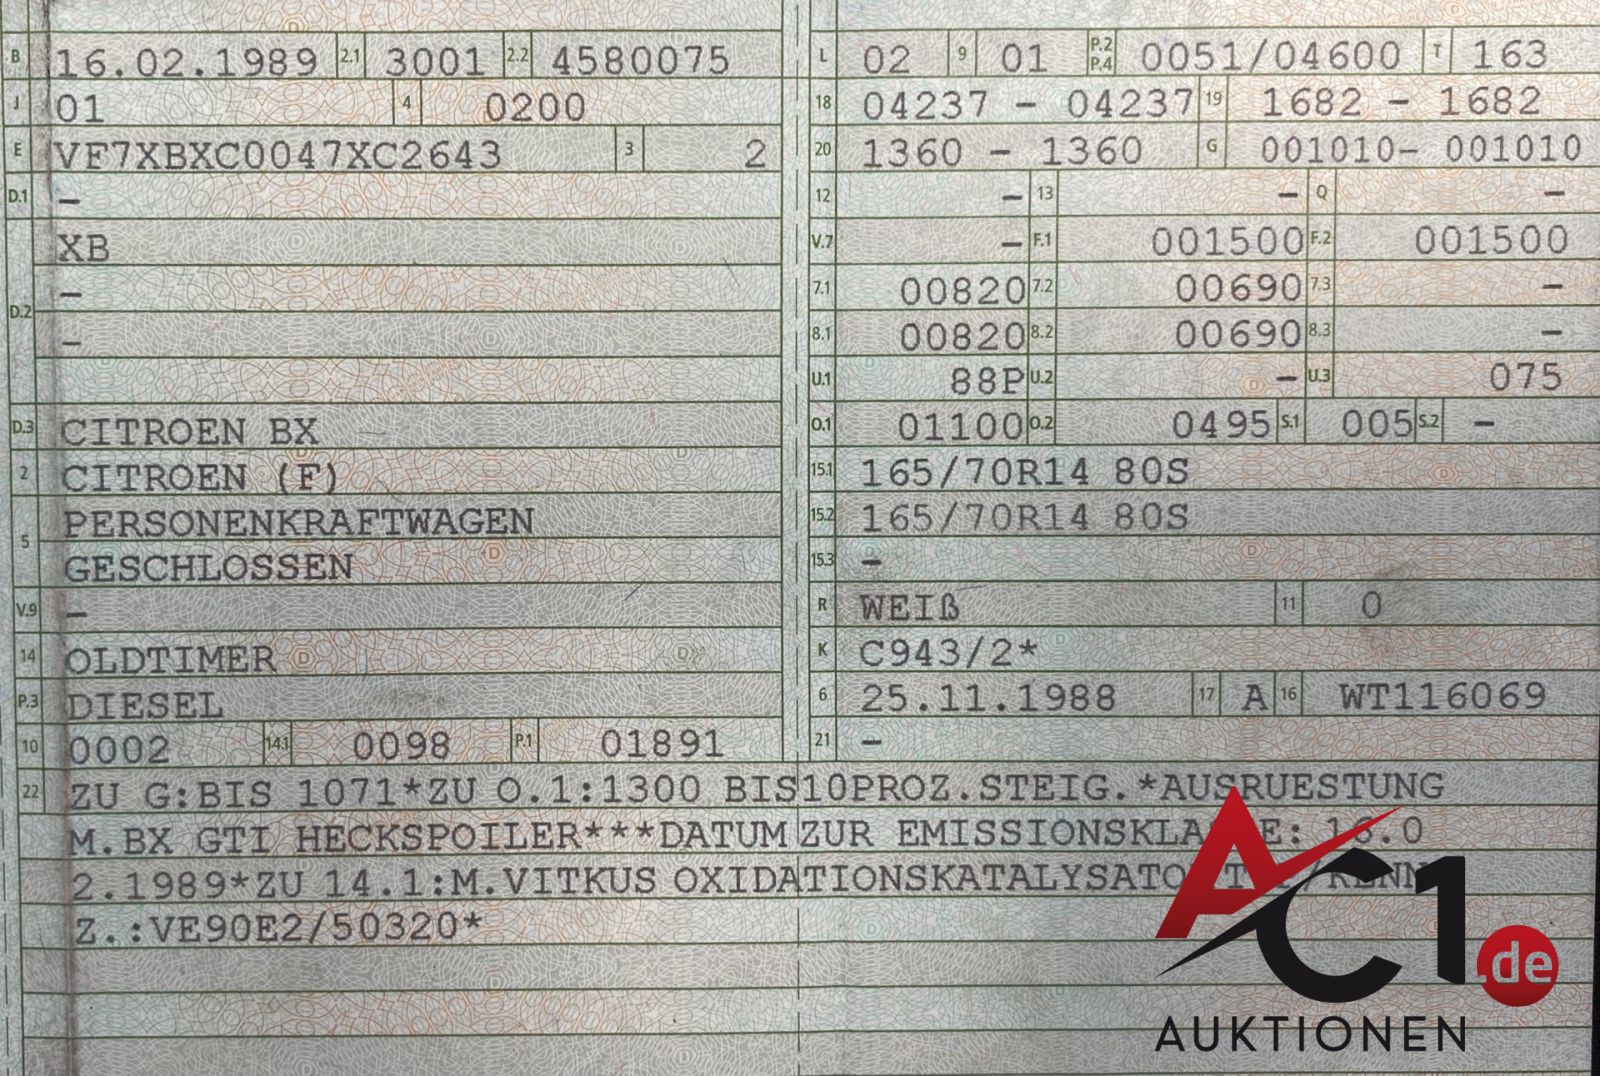 B 16.02.1989 2.1 3001 2.2 4580075
J 01 4 0200
E VF7XBXC0047XC2643 3 2
D.1 –
D.2 XB
–
–
D.3 CITROEN BX
2 CITROEN (F)
5 PERSONENKRAFTWAGEN
GESCHLOSSEN
V.9 –
14 OLDTIMER
P.3 DIESEL
10 0002 14.1 0098 P.1 01891
L 02 9 01 P.2 P.4 0051/04600 T 163
18 04237 – 04237 19 1682 – 1682
20 1360 – 1360 G 001010– 001010
12 – 13 – Q –
V.7 – F.1 001500 F.2 001500
7.1 00820 7.2 00690 7.3 –
8.1 00820 8.2 00690 8.3 –
U.1 88P U.2 – U.3 075
O.1 01100 O.2 0495 S.1 005 S.2 –
15.1 165/70R14 80S
15.2 165/70R14 80S
15.3 –
R WEIß 11 0
K C943/2*
6 25.11.1988 17 A 16 WT116069
21 –
22 ZU G:BIS 1071*ZU O.1:1300 BIS10PROZ.STEIG.*AUSRUESTUNG
M.BX GTI HECKSPOILER***DATUM ZUR EMISSIONSKLASSE: 16.0
2.1989*ZU 14.1:M.VITKUS OXIDATIONSKATALYSATO
Z.:VE90E2/50320*
AC1.de
AUKTIONEN